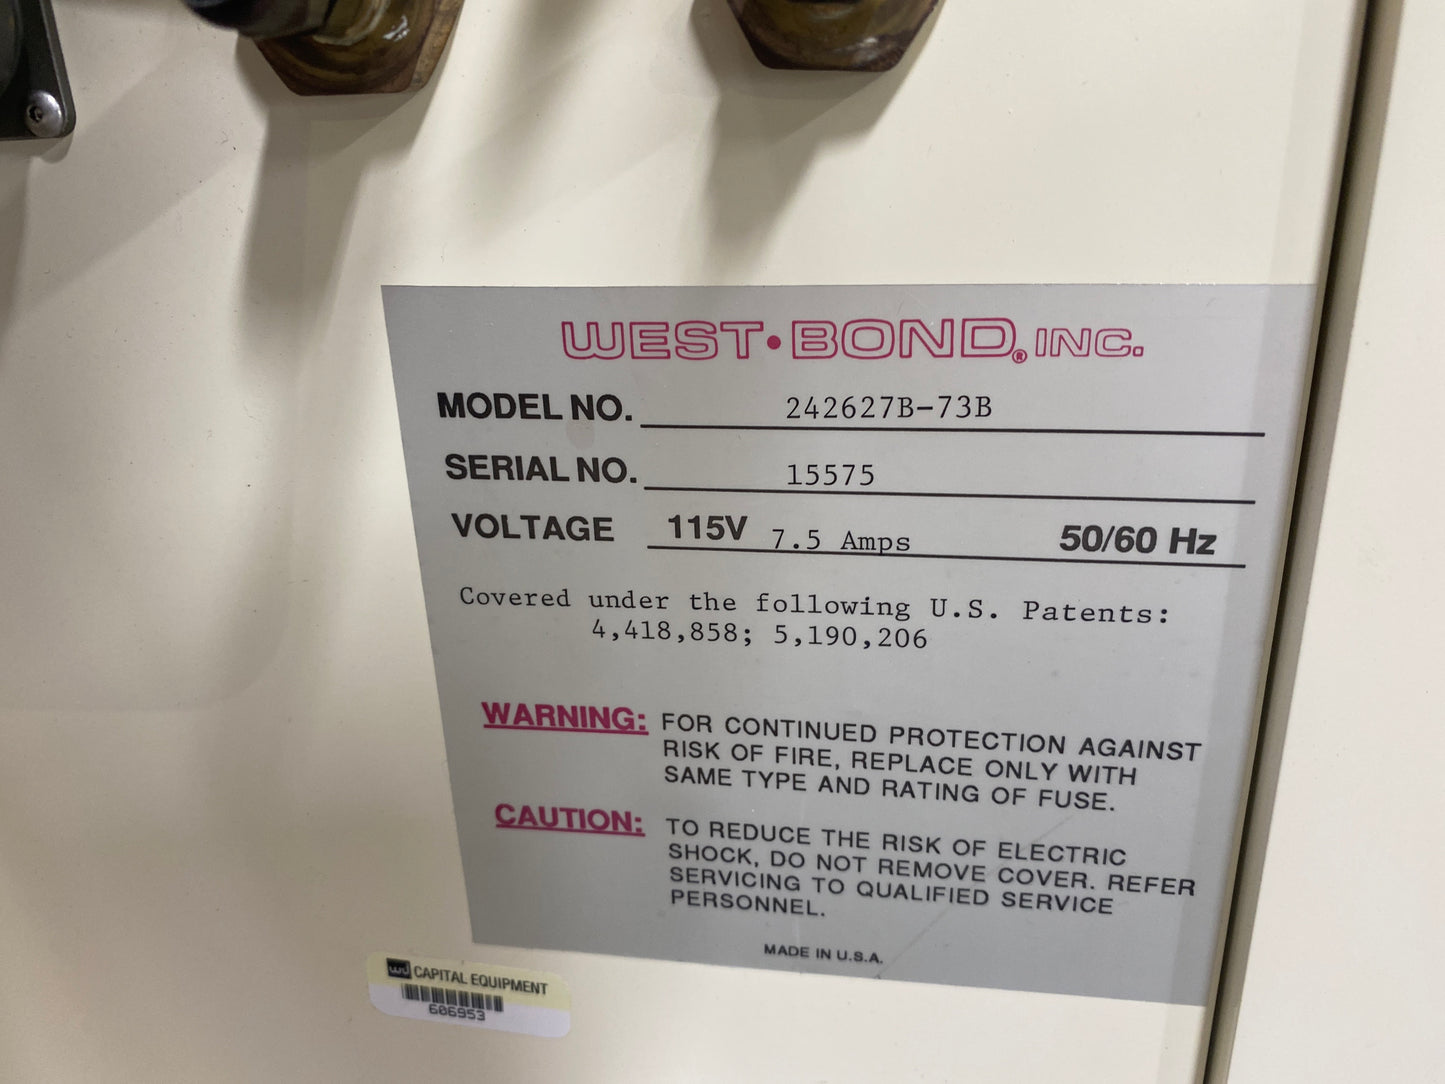 WEST·BOND® INC.
MODEL NO. 242627B-73B
SERIAL NO. 15575
VOLTAGE 115V 7.5 Amps 50/60 Hz
Covered under the following U.S. Patents:
4,418,858; 5,190,206
WARNING: FOR CONTINUED PROTECTION AGAINST
RISK OF FIRE, REPLACE ONLY WITH
SAME TYPE AND RATING OF FUSE.
CAUTION: TO REDUCE THE RISK OF ELECTRIC
SHOCK, DO NOT REMOVE COVER. REFER
SERVICING TO QUALIFIED SERVICE
PERSONNEL.
MADE IN U.S.A.
CAPITAL EQUIPMENT
606953